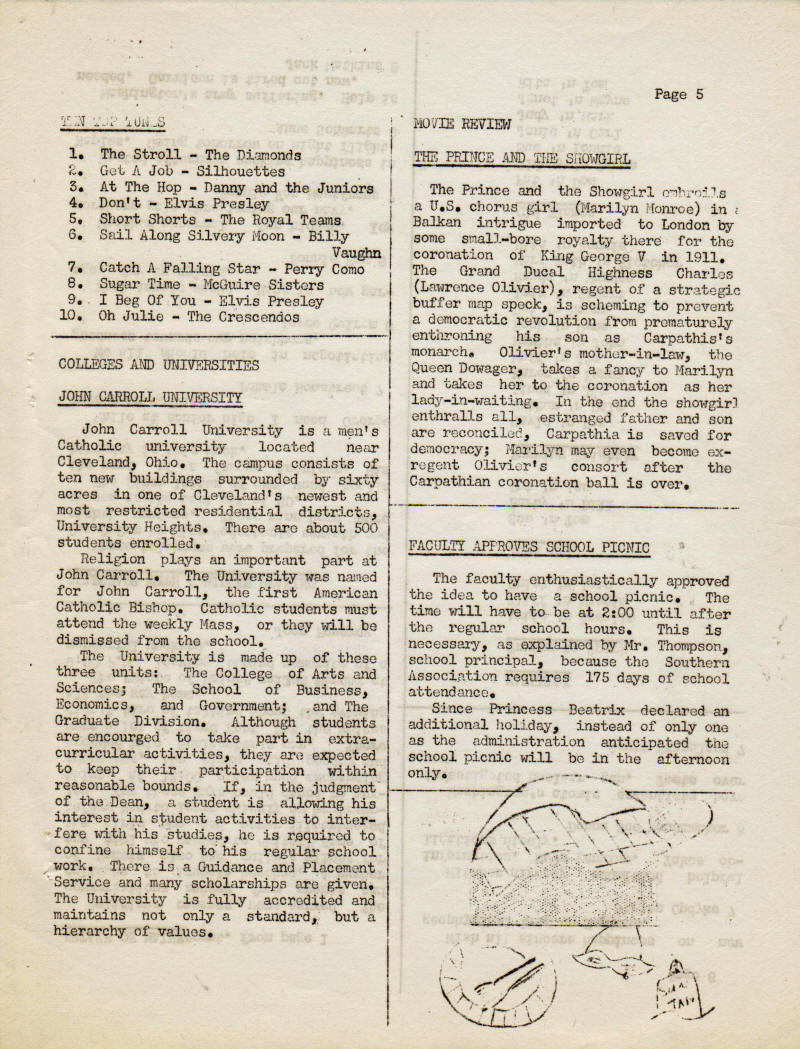 Page 5
TEN TOP TUNES
1. The Stroll - The Diamonds
2. Get A Job - Silhouettes
3. At The Hop - Danny and the Juniors
4. Don't - Elvis Presley
5. Short Shorts - The Royal Teams
6. Sail Along Silvery Moon - Billy
Vaughn
7. Catch A Falling Star - Perry Como
8. Sugar Time - McGuire Sisters
9. I Beg Of You - Elvis Presley
10. Oh Julie - The Crescendos
COLLEGES AND UNIVERSITIES
JOHN CARROLL UNIVERSITY
John Carroll University is a men's
Catholic university located near
Cleveland, Ohio. The campus consists of
ten new buildings surrounded by sixty
acres in one of Cleveland's newest and
most restricted residential districts,
University Heights. There are about 500
students enrolled.
Religion plays an important part at
John Carroll. The University was named
for John Carroll, the first American
Catholic Bishop. Catholic students must
attend the weekly Mass, or they will be
dismissed from the school.
The University is made up of these
three units: The College of Arts and
Sciences; The School of Business,
Economics, and Government; and The
Graduate Division. Although students
are encourged to take part in extra-
curricular activities, they are expected
to keep their participation within
reasonable bounds. If, in the judgment
of the Dean, a student is allowing his
interest in student activities to inter-
fere with his studies, he is required to
confine himself to his regular school
work. There is a Guidance and Placement
Service and many scholarships are given.
The University is fully accredited and
maintains not only a standard, but a
hierarchy of values.
MOVIE REVIEW
THE PRINCE AND THE SHOWGIRL
The Prince and the Showgirl embroils
a U.S. chorus girl (Marilyn Monroe) in a
Balkan intrigue imported to London by
some small-bore royalty there for the
coronation of King George V in 1911.
The Grand Ducal Highness Charles
(Lawrence Olivier), regent of a strategic
buffer map speck, is scheming to prevent
a democratic revolution from prematurely
enthroning his son as Carpathis's
monarch. Olivier's mother-in-law, the
Queen Dowager, takes a fancy to Marilyn
and takes her to the coronation as her
lady-in-waiting. In the end the showgirl
enthralls all, estranged father and son
are reconciled, Carpathia is saved for
democracy; Marilyn may even become ex-
regent Olivier's consort after the
Carpathian coronation ball is over.
FACULTY APPROVES SCHOOL PICNIC
The faculty enthusiastically approved
the idea to have a school picnic. The
time will have to be at 2:00 until after
the regular school hours. This is
necessary, as explained by Mr. Thompson,
school principal, because the Southern
Association requires 175 days of school
attendance.
Since Princess Beatrix declared an
additional holiday, instead of only one
as the administration anticipated the
school picnic will be in the afternoon
only.